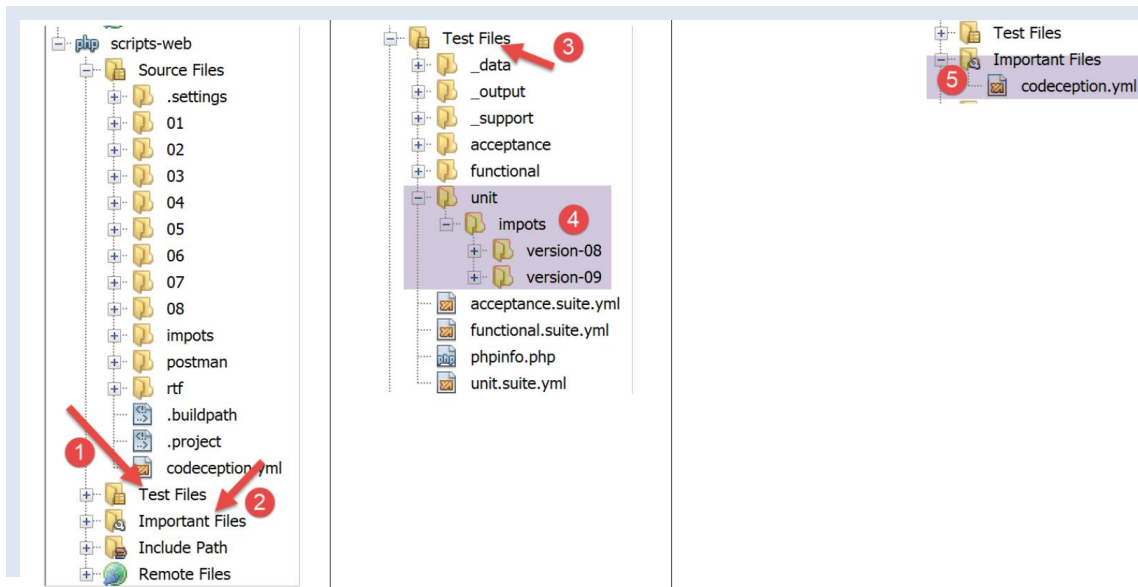 php scripts-web
Source Files
.settings
01
02
03
04
05
06
07
08
impots
postman
rtf
.buildpath
.project
codeception.yml
1
Test Files
2
Important Files
Include Path
Remote Files
Test Files
3
_data
_output
_support
acceptance
functional
unit
impots
4
version-08
version-09
acceptance.suite.yml
functional.suite.yml
php phpinfo.php
unit.suite.yml
Test Files
Important Files
5
codeception.yml